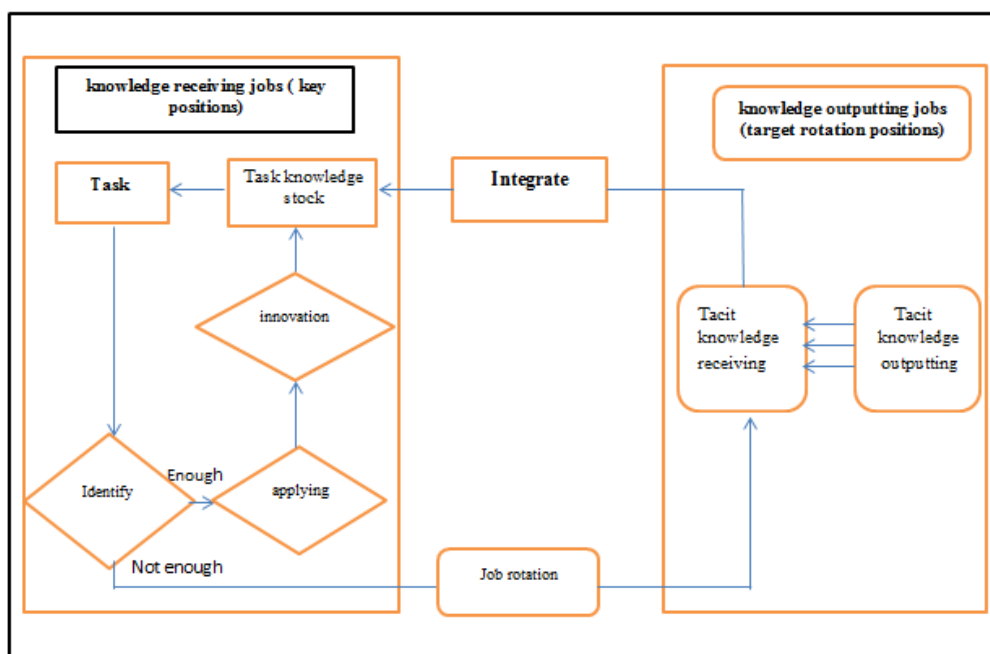 knowledge receiving jobs ( key
positions)
knowledge outputting jobs
(target rotation positions)
Task
Task knowledge
stock
Integrate
innovation
Tacit
knowledge
receiving
Tacit
knowledge
outputting
Identify
Enough
applying
Not enough
Job rotation